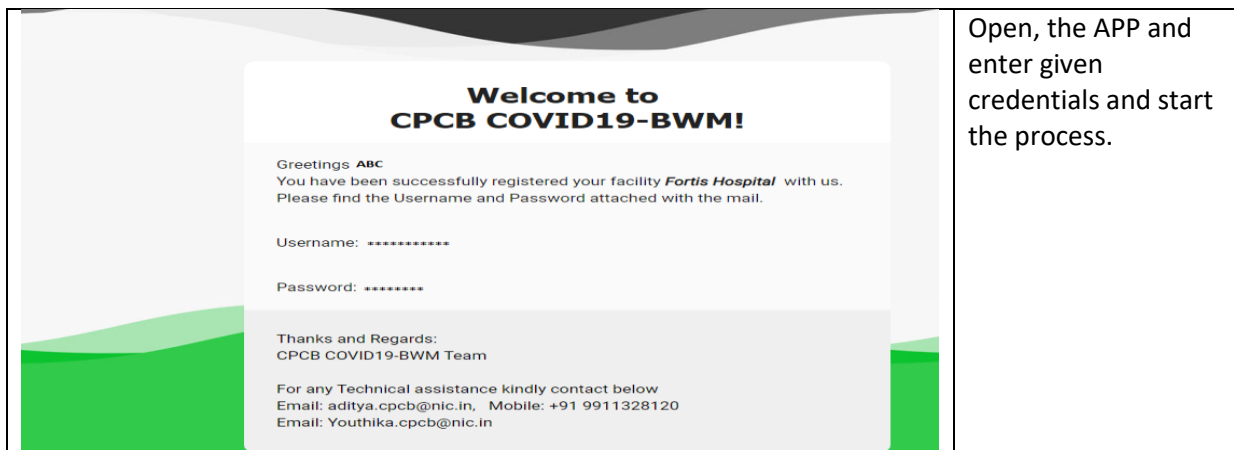 Welcome to
CPCB COVID19-BWM!
Greetings ABC
You have been successfully registered your facility Fortis Hospital with us.
Please find the Username and Password attached with the mail.
Username: ***********
Password: ********
Thanks and Regards:
CPCB COVID19-BWM Team
For any Technical assistance kindly contact below
Email: aditya.cpcb@nic.in, Mobile: +91 9911328120
Email: Youthika.cpcb@nic.in
Open, the APP and
enter given
credentials and start
the process.